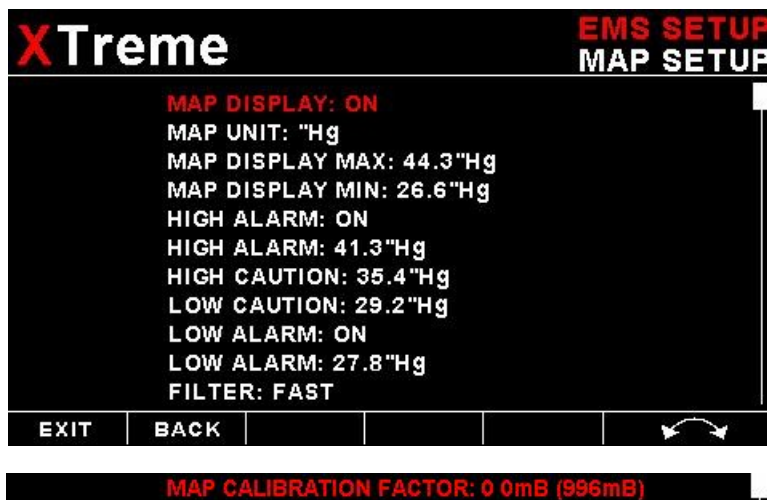 XTreme
EMS SETUP
MAP SETUP
MAP DISPLAY: ON
MAP UNIT: "Hg
MAP DISPLAY MAX: 44.3"Hg
MAP DISPLAY MIN: 26.6"Hg
HIGH ALARM: ON
HIGH ALARM: 41.3"Hg
HIGH CAUTION: 35.4"Hg
LOW CAUTION: 29.2"Hg
LOW ALARM: ON
LOW ALARM: 27.8"Hg
FILTER: FAST
EXIT BACK
MAP CALIBRATION FACTOR: 0 0mB (996mB)